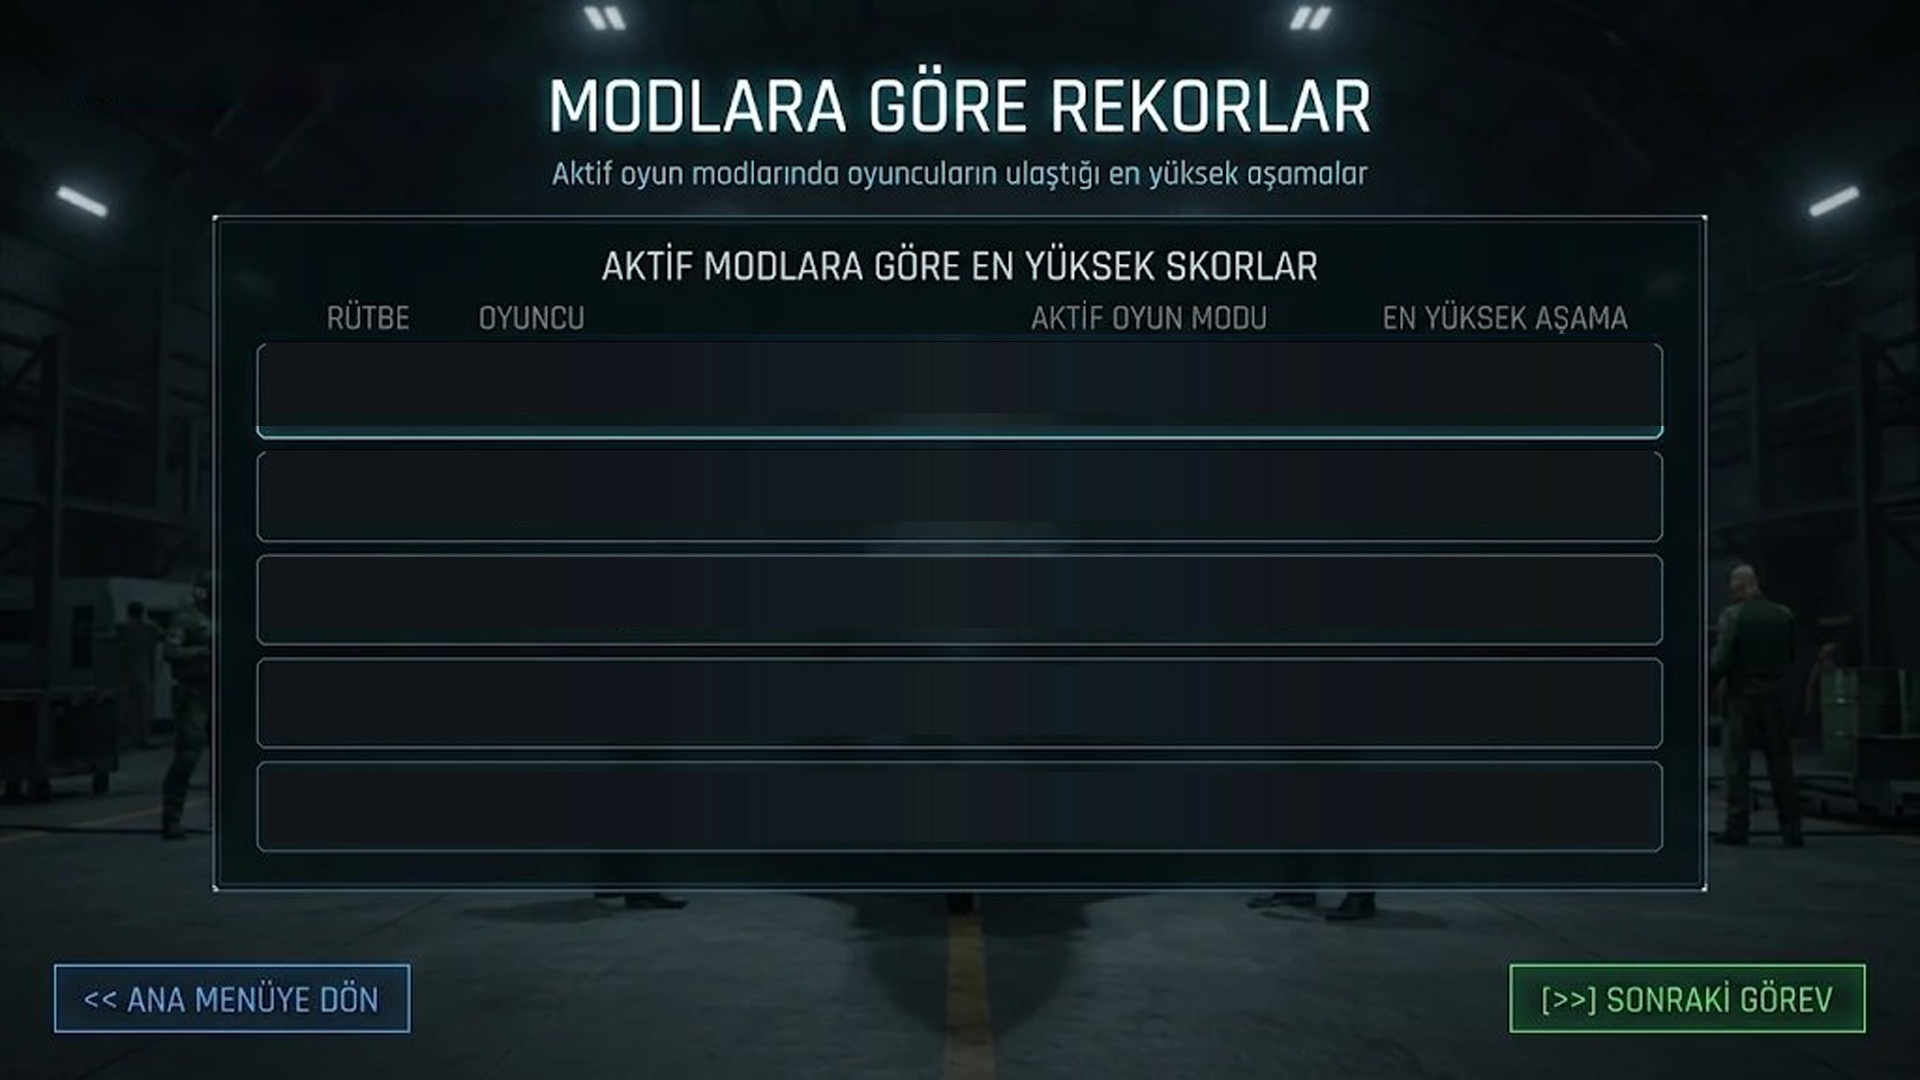 MODLARA GÖRE REKORLAR
Aktif oyun modlarında oyuncuların ulaştığı en yüksek aşamalar
AKTİF MODLARA GÖRE EN YÜKSEK SKORLAR
RÜTBE OYUNCU AKTİF OYUN MODU EN YÜKSEK AŞAMA
<< ANA MENÜYE DÖN
[>>] SONRAKİ GÖREV